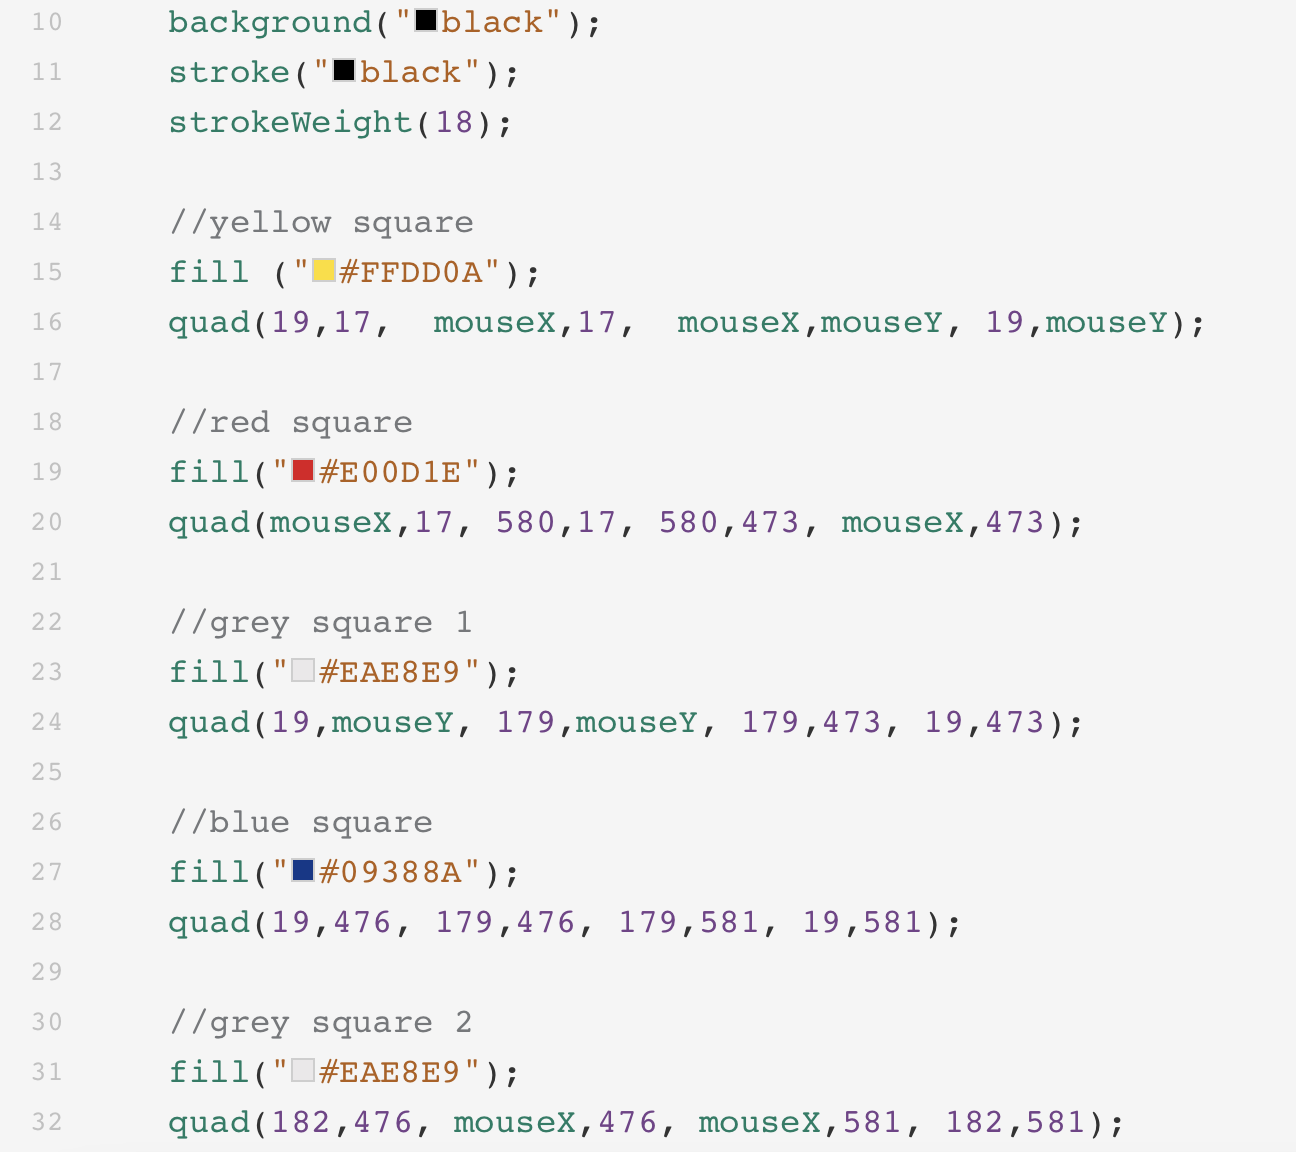 10 background("black");
11 stroke("black");
12 strokeWeight(18);
13
14 //yellow square
15 fill ("#FFDD0A");
16 quad(19,17,  mouseX,17,  mouseX,mouseY, 19,mouseY);
17
18 //red square
19 fill("#E00D1E");
20 quad(mouseX,17, 580,17, 580,473, mouseX,473);
21
22 //grey square 1
23 fill("#EAE8E9");
24 quad(19,mouseY, 179,mouseY, 179,473, 19,473);
25
26 //blue square
27 fill("#09388A");
28 quad(19,476, 179,476, 179,581, 19,581);
29
30 //grey square 2
31 fill("#EAE8E9");
32 quad(182,476, mouseX,476, mouseX,581, 182,581);